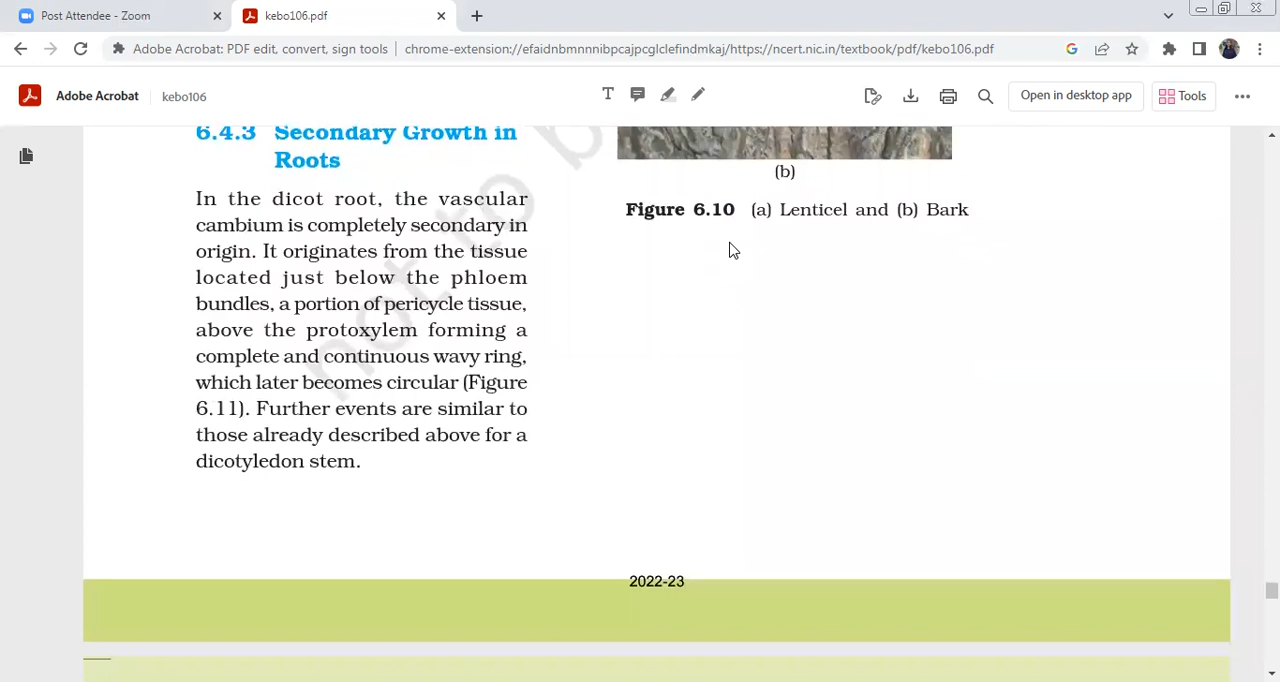 Post Attendee - Zoom
kebo106.pdf
Adobe Acrobat: PDF edit, convert, sign tools
chrome-extension://efaidnbmnnnibpcajpcglclefindmkaj/https://ncert.nic.in/textbook/pdf/kebo106.pdf
Adobe Acrobat
kebo106
Open in desktop app
Tools
6.4.3 Secondary Growth in
Roots
In the dicot root, the vascular
cambium is completely secondary in
origin. It originates from the tissue
located just below the phloem
bundles, a portion of pericycle tissue,
above the protoxylem forming a
complete and continuous wavy ring,
which later becomes circular (Figure
6.11). Further events are similar to
those already described above for a
dicotyledon stem.
(b)
Figure 6.10 (a) Lenticel and (b) Bark
not to b
2022-23